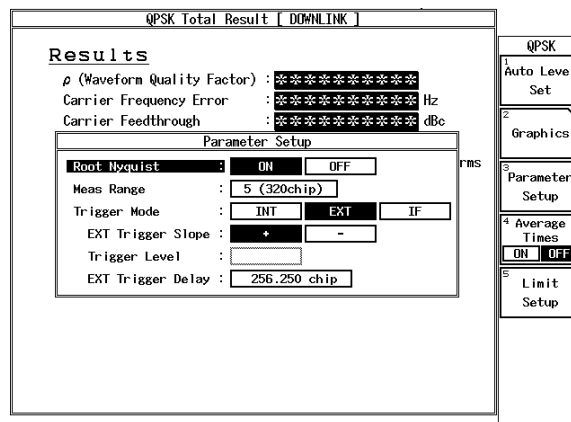 QPSK Total Result [ DOWNLINK ]
Results
ρ (Waveform Quality Factor) : **********
Carrier Frequency Error : ********** Hz
Carrier Feedthrough : ********** dBc
Parameter Setup
rms
Root Nyquist : ON OFF
Meas Range : 5 (320chip)
Trigger Mode : INT EXT IF
EXT Trigger Slope : + -
Trigger Level :
EXT Trigger Delay : 256.250 chip
QPSK
1
Auto Leve
Set
2
Graphics
3
Parameter
Setup
4 Average
Times
ON OFF
5
Limit
Setup